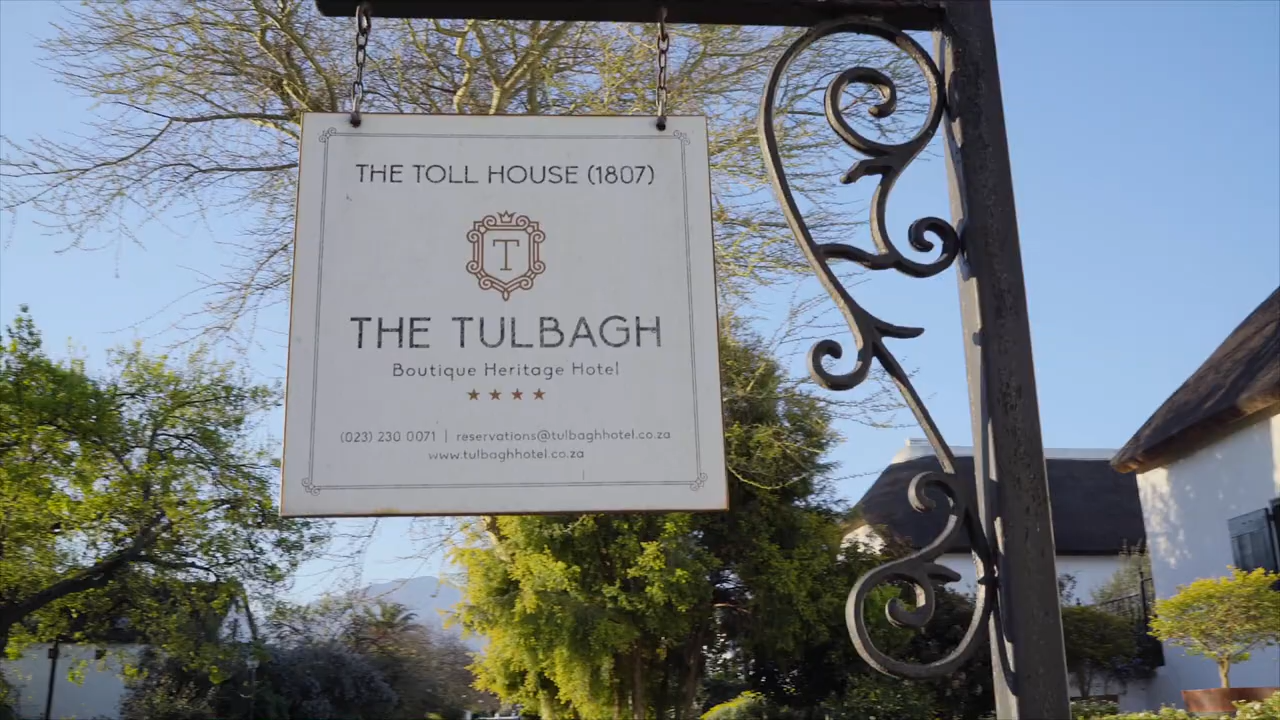 THE TOLL HOUSE (1807)
T
THE TULBAGH
Boutique Heritage Hotel
(023) 230 0071 | reservations@tulbaghhotel.co.za
www.tulbaghhotel.co.za